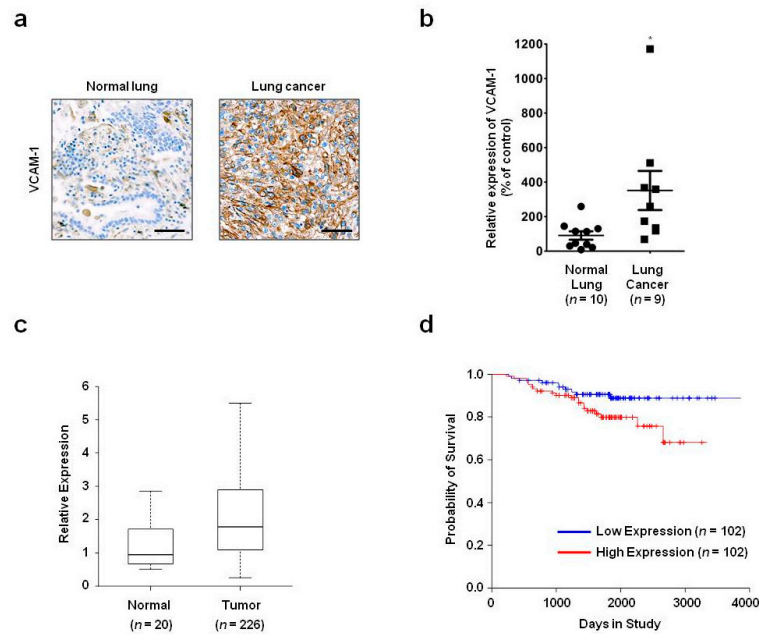 a
Normal lung
Lung cancer
VCAM-1
b
Relative expression of VCAM-1
(% of control)
1200
1000
800
600
400
200
0
*
Normal
Lung
(n = 10)
Lung
Cancer
(n = 9)
c
Relative Expression
6
5
4
3
2
1
0
Normal
(n = 20)
Tumor
(n = 226)
d
Probability of Survival
1.0
0.8
0.6
0.4
0.2
0.0
Low Expression (n = 102)
High Expression (n = 102)
0
1000
2000
3000
4000
Days in Study